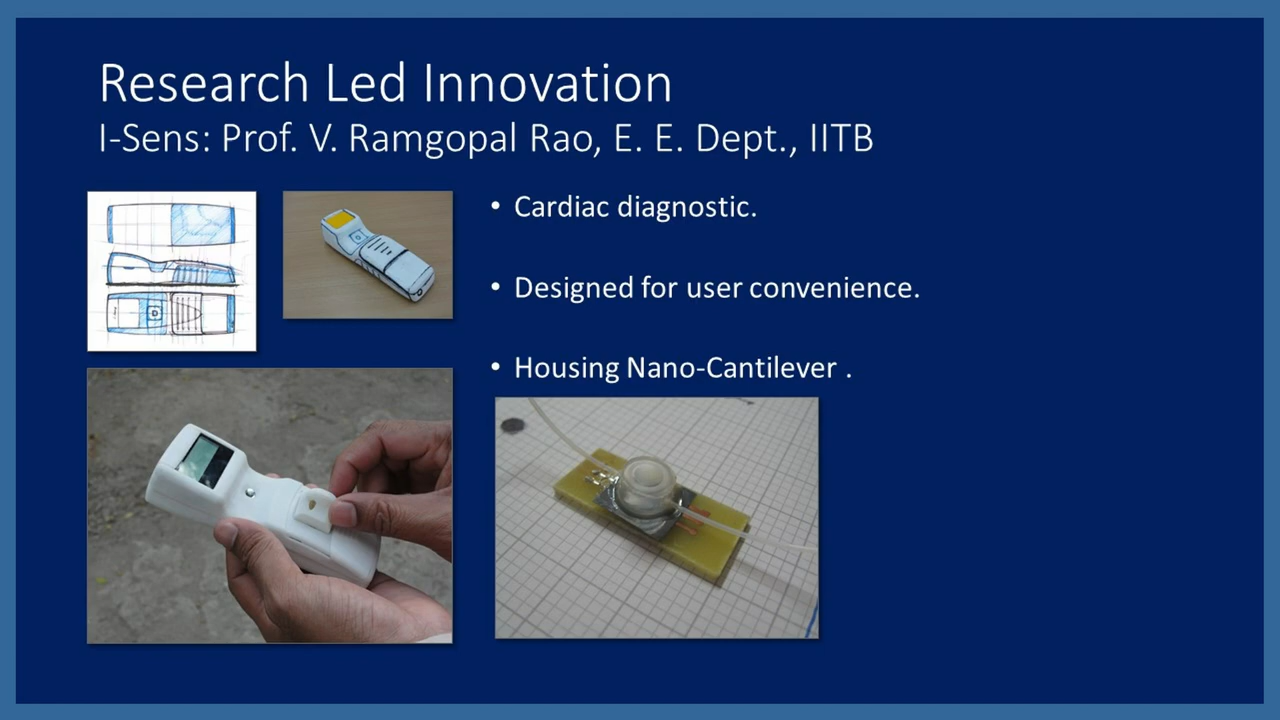 Research Led Innovation
I-Sens: Prof. V. Ramgopal Rao, E. E. Dept., IITB
• Cardiac diagnostic.
• Designed for user convenience.
• Housing Nano-Cantilever .